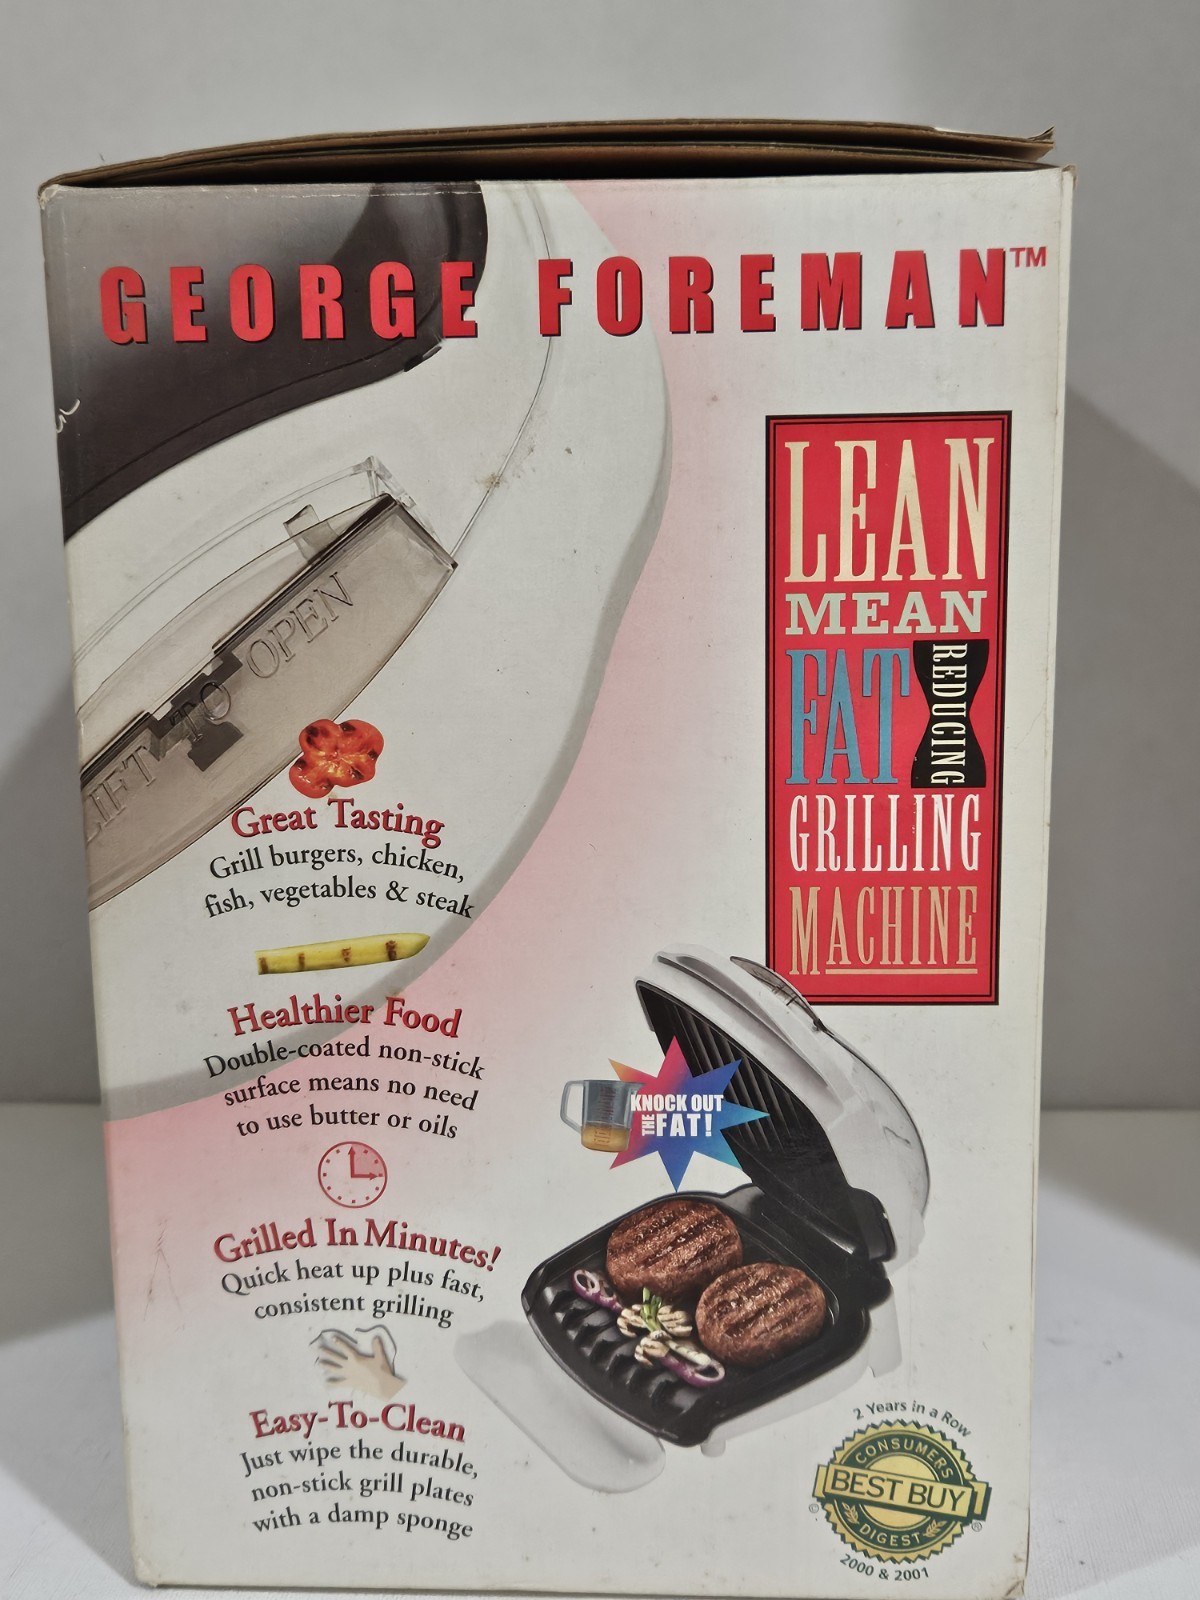 GEORGE FOREMAN™
LEAN
MEAN
FAT
REDUCING
GRILLING
MACHINE
LIFT TO OPEN
Great Tasting
Grill burgers, chicken,
fish, vegetables & steak
Healthier Food
Double-coated non-stick
surface means no need
to use butter or oils
KNOCK OUT
THE FAT!
Grilled In Minutes!
Quick heat up plus fast,
consistent grilling
Easy-To-Clean
Just wipe the durable,
non-stick grill plates
with a damp sponge
2 Years in a Row
CONSUMERS
BEST BUY
DIGEST
© ®
2000 & 2001